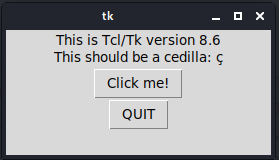 tk
This is Tcl/Tk version 8.6
This should be a cedilla: ç
Click me!
QUIT